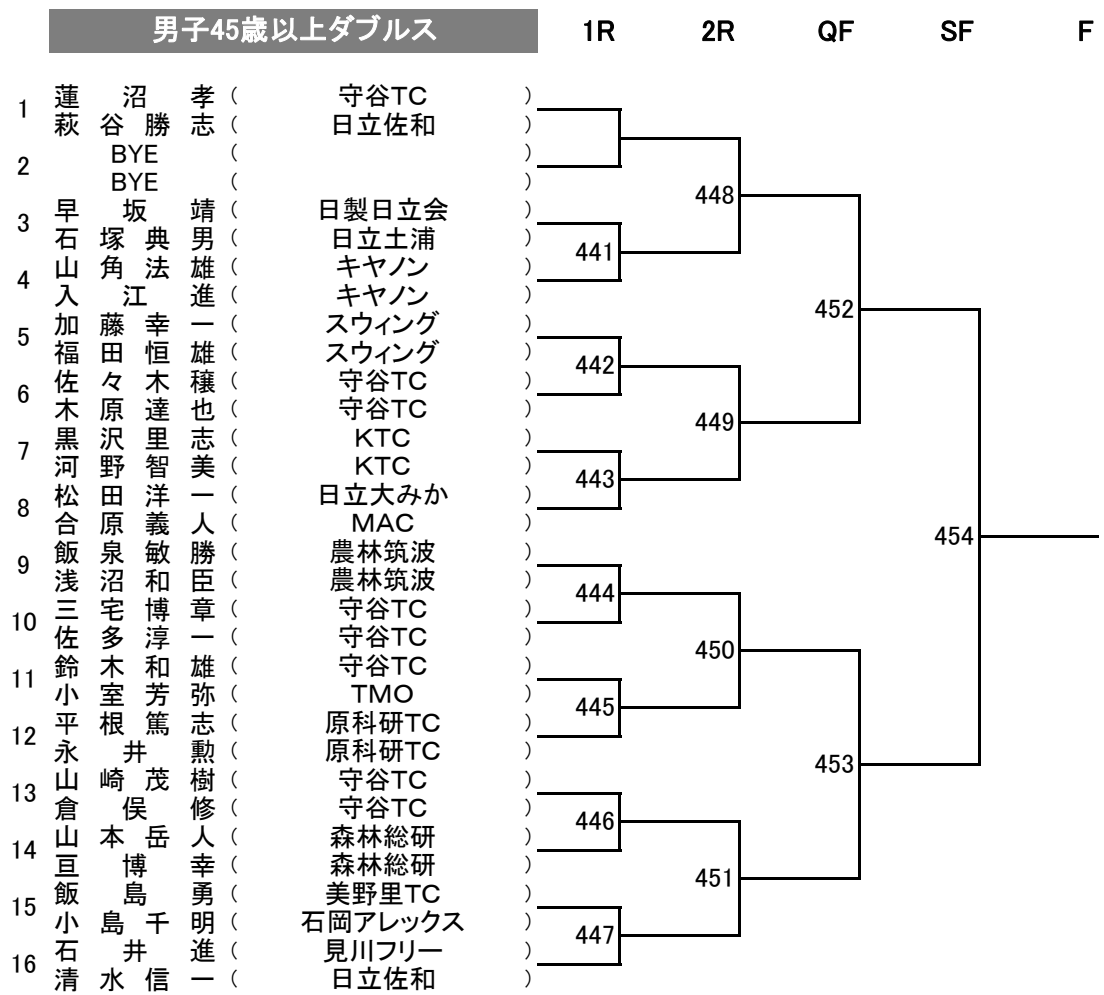 男子45歳以上ダブルス 1R 2R QF SF F
1
蓮沼孝( 守谷TC )
萩谷勝志( 日立佐和 )
2
BYE ( )
BYE ( )
448
3
早坂靖( 日製日立会 )
石塚典男( 日立土浦 )
441
4
山角法雄( キヤノン )
入江進( キヤノン )
452
5
加藤幸一( スウィング )
福田恒雄( スウィング )
442
6
佐々木穣( 守谷TC )
木原達也( 守谷TC )
449
7
黒沢里志( KTC )
河野智美( KTC )
443
8
松田洋一( 日立大みか )
合原義人( MAC )
454
9
飯泉敏勝( 農林筑波 )
浅沼和臣( 農林筑波 )
444
10
三宅博章( 守谷TC )
佐多淳一( 守谷TC )
450
11
鈴木和雄( 守谷TC )
小室芳弥( TMO )
445
12
平根篤志( 原科研TC )
永井勲( 原科研TC )
453
13
山崎茂樹( 守谷TC )
倉俣修( 守谷TC )
446
14
山本岳人( 森林総研 )
亘博幸( 森林総研 )
451
15
飯島勇( 美野里TC )
小島千明( 石岡アレックス )
447
16
石井進( 見川フリー )
清水信一( 日立佐和 )